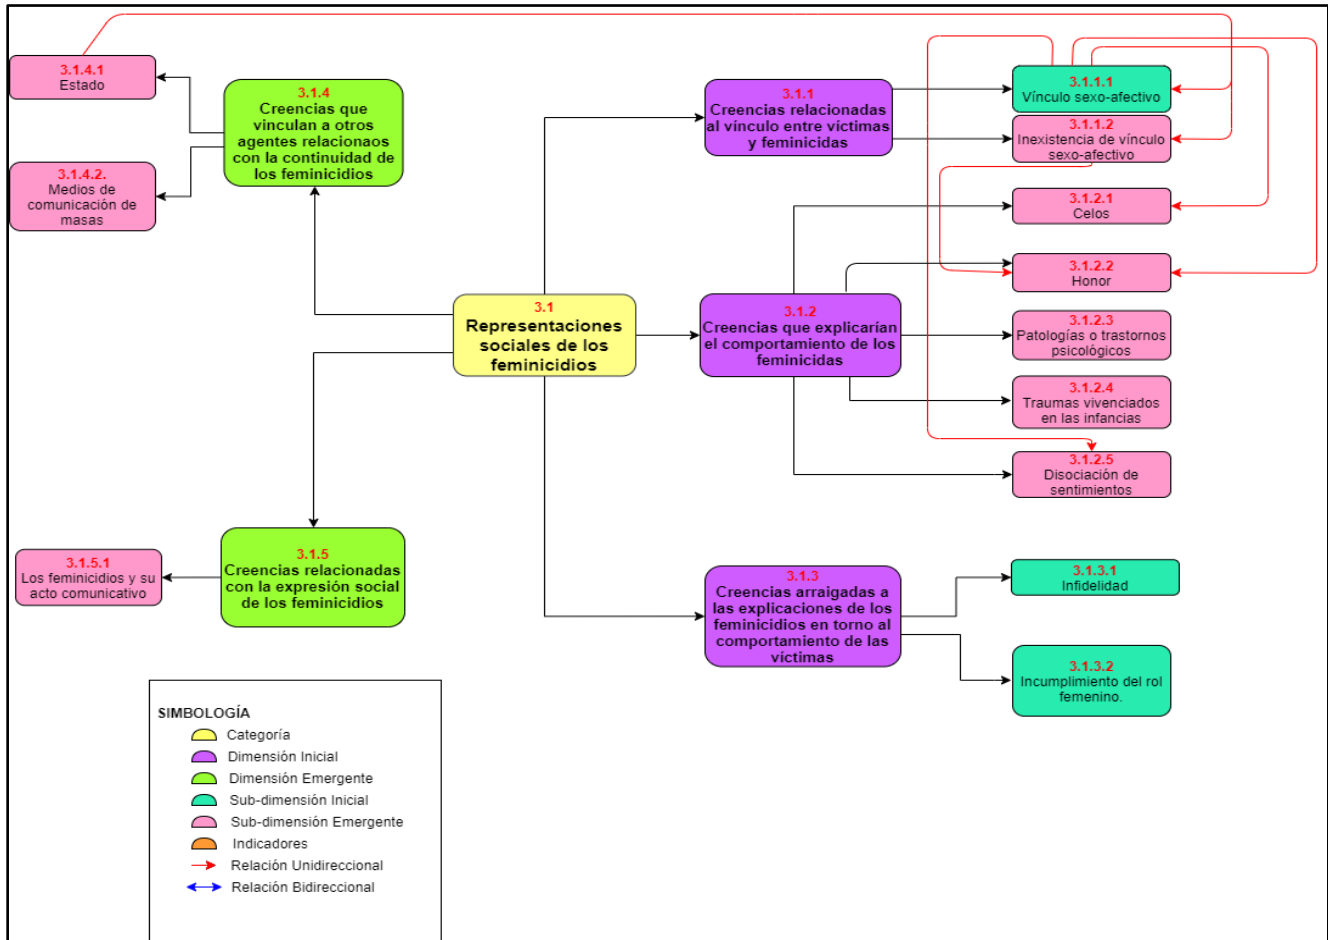 3.1.4.1
Estado
3.1.4.2.
Medios de
comunicación de
masas
3.1.4
Creencias que
vinculan a otros
agentes relacionaos
con la continuidad de
los feminicidios
3.1.1
Creencias relacionadas
al vínculo entre víctimas
y feminicidas
3.1.1.1
Vínculo sexo-afectivo
3.1.1.2
Inexistencia de vínculo
sexo-afectivo
3.1.2.1
Celos
3.1.2.2
Honor
3.1
Representaciones
sociales de los
feminicidios
3.1.2
Creencias que explicarían
el comportamiento de los
feminicidas
3.1.2.3
Patologías o trastornos
psicológicos
3.1.2.4
Traumas vivenciados
en las infancias
3.1.2.5
Disociación de
sentimientos
3.1.5.1
Los feminicidios y su
acto comunicativo
3.1.5
Creencias relacionadas
con la expresión social
de los feminicidios
3.1.3
Creencias arraigadas a
las explicaciones de los
feminicidios en torno al
comportamiento de las
víctimas
3.1.3.1
Infidelidad
3.1.3.2
Incumplimiento del rol
femenino.
SIMBOLOGÍA
Categoría
Dimensión Inicial
Dimensión Emergente
Sub-dimensión Inicial
Sub-dimensión Emergente
Indicadores
Relación Unidireccional
Relación Bidireccional